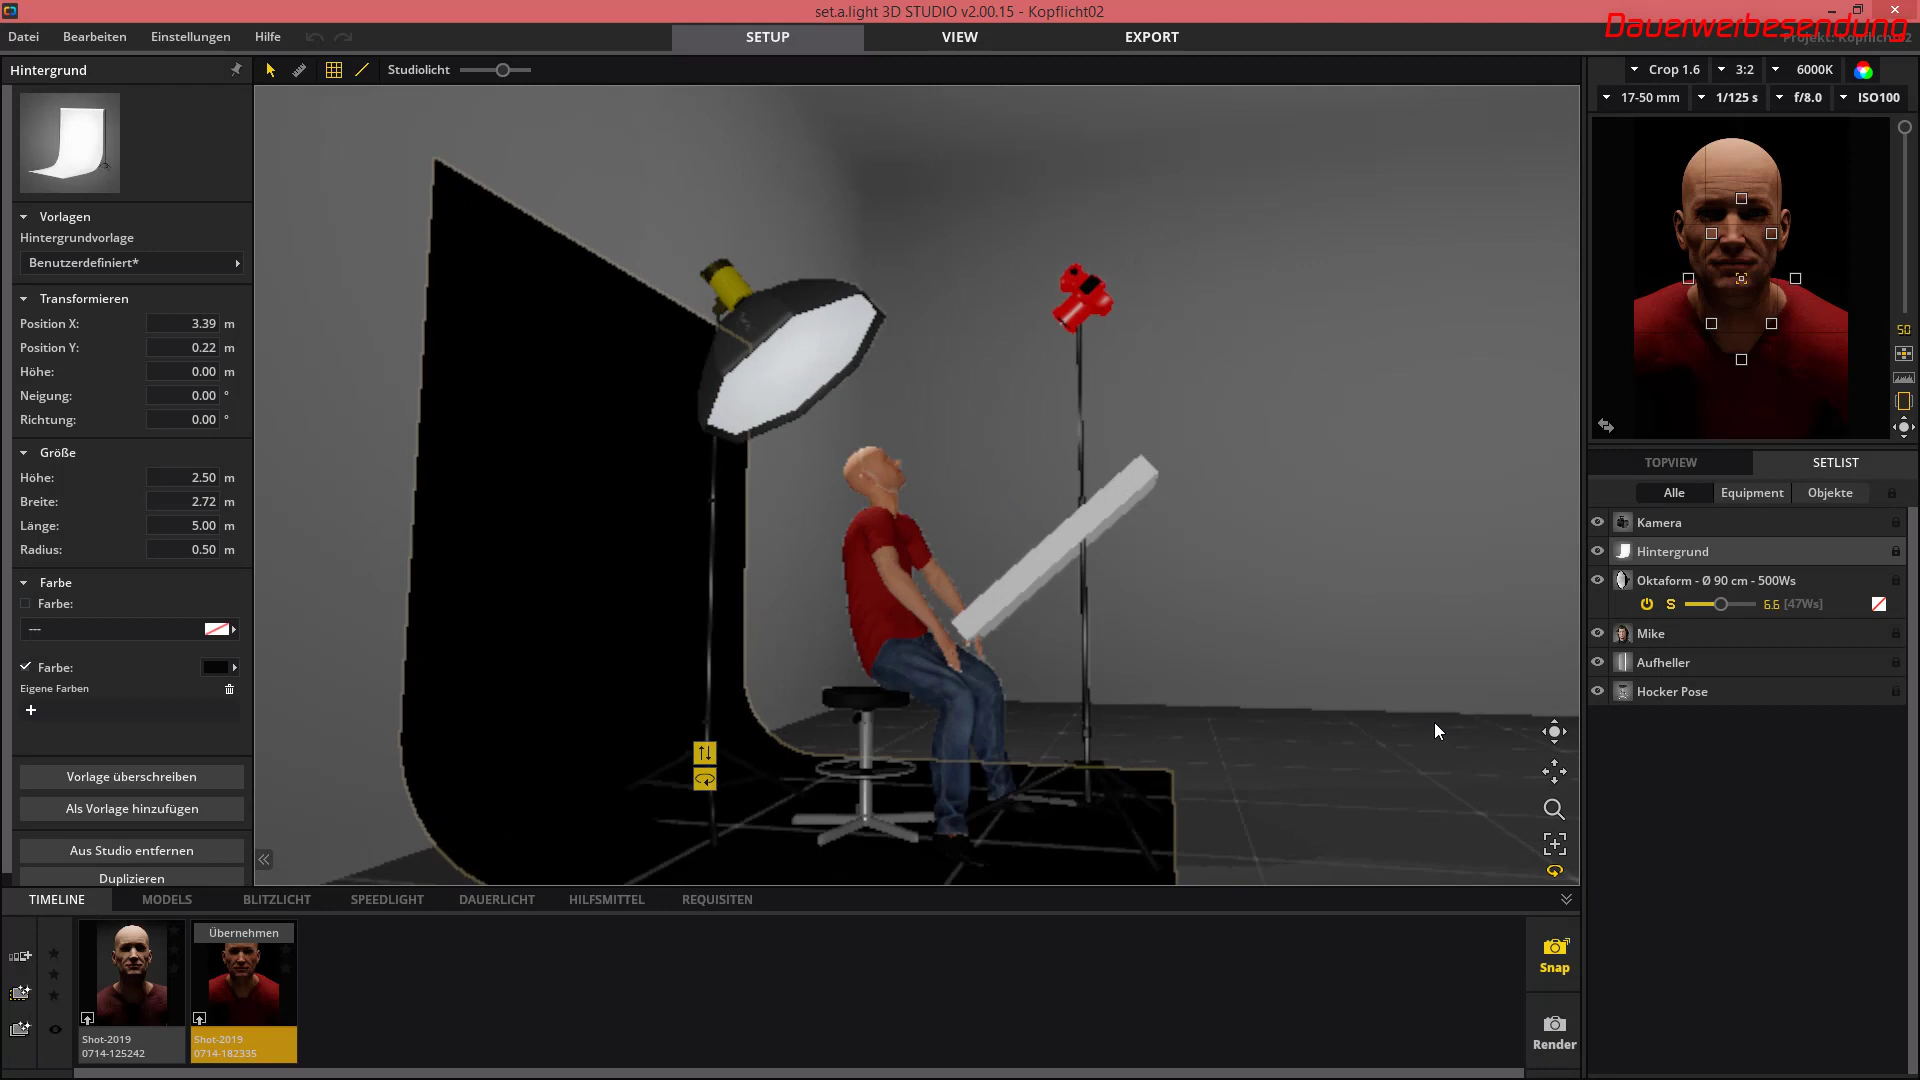 set.a.light 3D STUDIO v2.00.15 - Kopflicht02
Dauerwerbesendung
Datei Bearbeiten Einstellungen Hilfe
SETUP VIEW EXPORT
Projekt: Kopflicht02
Hintergrund
Studiolicht
Crop 1.6 3:2 6000K
17-50 mm 1/125 s f/8.0 ISO100
Vorlagen
Hintergrundvorlage
Benutzerdefiniert*
Transformieren
Position X: 3.39 m
Position Y: 0.22 m
Höhe: 0.00 m
Neigung: 0.00 °
Richtung: 0.00 °
Größe
Höhe: 2.50 m
Breite: 2.72 m
Länge: 5.00 m
Radius: 0.50 m
Farbe
Farbe:
---
Farbe:
Eigene Farben
+
Vorlage überschreiben
Als Vorlage hinzufügen
Aus Studio entfernen
Duplizieren
50
TOPVIEW SETLIST
Alle Equipment Objekte
Kamera
Hintergrund
Oktaform - Ø 90 cm - 500Ws
S 6.6 [47Ws]
Mike
Aufheller
Hocker Pose
TIMELINE MODELS BLITZLICHT SPEEDLIGHT DAUERLICHT HILFSMITTEL REQUISITEN
Übernehmen
Shot-2019
0714-125242
Shot-2019
0714-182335
Snap
Render